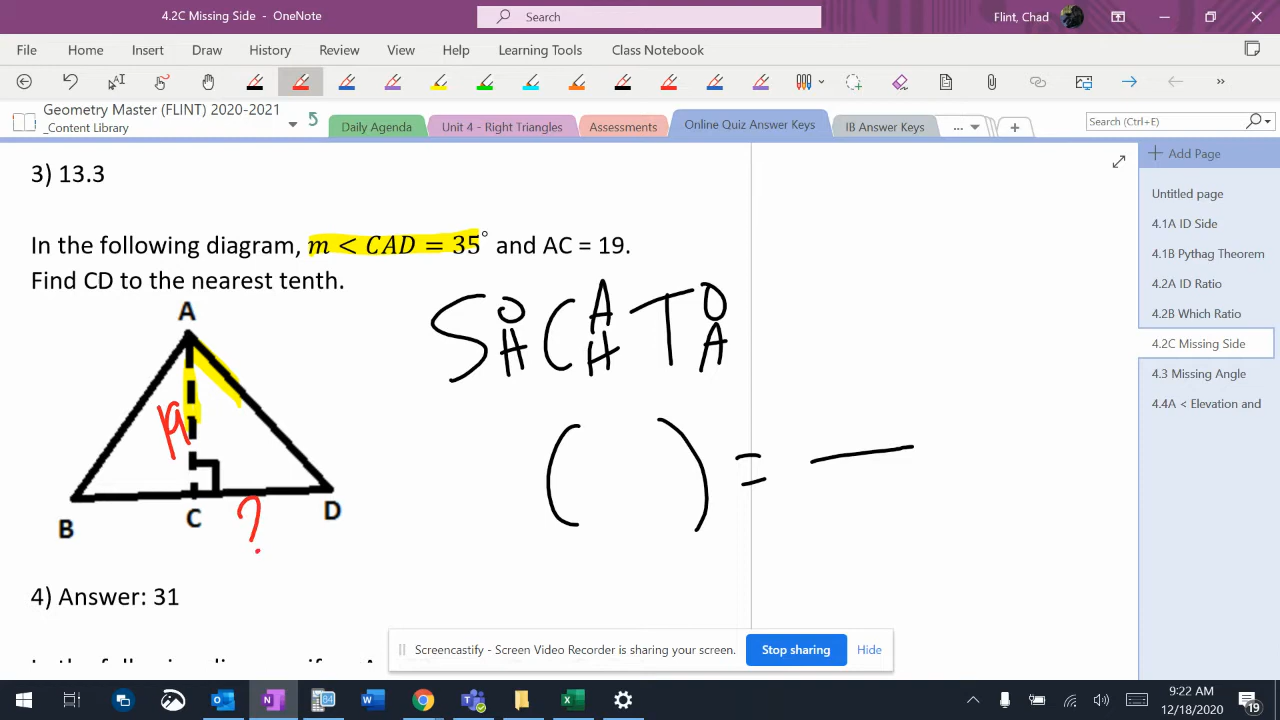 4.2C Missing Side - OneNote
Search
Flint, Chad
File Home Insert Draw History Review View Help Learning Tools Class Notebook
Geometry Master (FLINT) 2020-2021
_Content Library
Daily Agenda Unit 4 - Right Triangles Assessments Online Quiz Answer Keys IB Answer Keys ...
Search (Ctrl+E)
Add Page
Untitled page
4.1A ID Side
4.1B Pythag Theorem
4.2A ID Ratio
4.2B Which Ratio
4.2C Missing Side
4.3 Missing Angle
4.4A < Elevation and
3) 13.3
In the following diagram, m < CAD = 35° and AC = 19.
Find CD to the nearest tenth.
A
19
B
C
D
?
S O/H C A/H T O/A
( ) = —
4) Answer: 31
Screencastify - Screen Video Recorder is sharing your screen.
Stop sharing
Hide
9:22 AM
12/18/2020
19